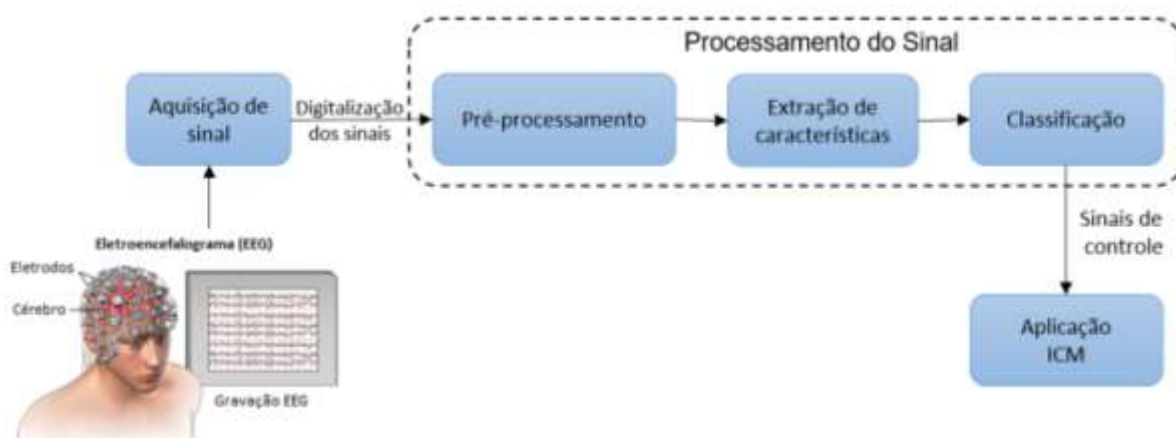 Processamento do Sinal
Aquisição de
sinal
Digitalização
dos sinais
Pré-processamento
Extração de
características
Classificação
Sinais de
controle
Aplicação
ICM
Eletroencefalograma (EEG)
Eletrodos
Cérebro
Gravação EEG